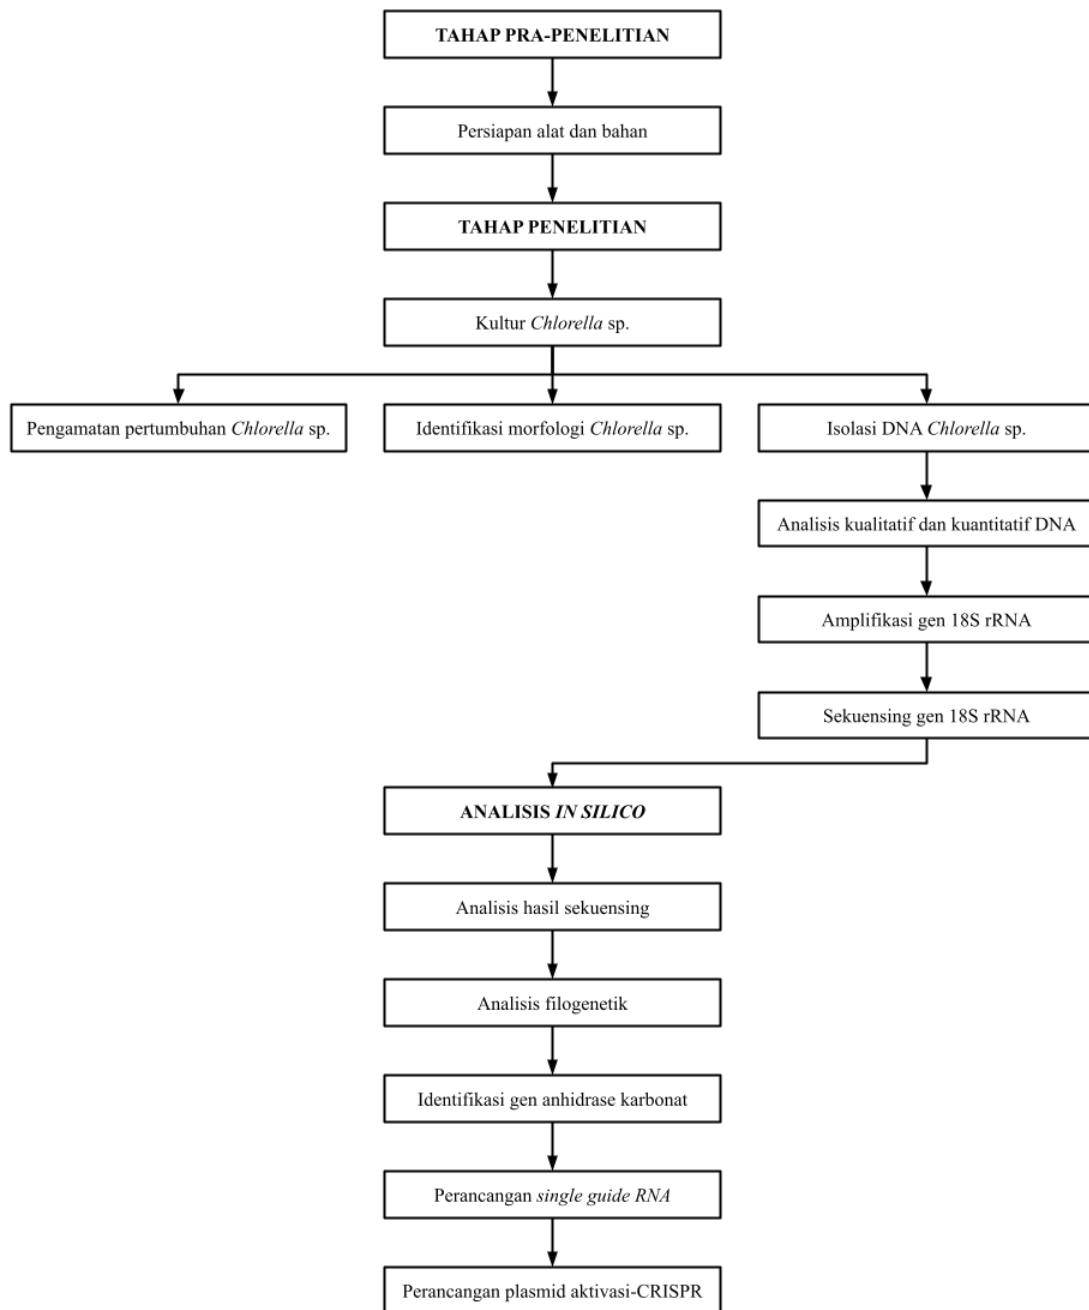 TAHAP PRA-PENELITIAN
Persiapan alat dan bahan
TAHAP PENELITIAN
Kultur Chlorella sp.
Pengamatan pertumbuhan Chlorella sp.
Identifikasi morfologi Chlorella sp.
Isolasi DNA Chlorella sp.
Analisis kualitatif dan kuantitatif DNA
Amplifikasi gen 18S rRNA
Sekuensing gen 18S rRNA
ANALISIS IN SILICO
Analisis hasil sekuensing
Analisis filogenetik
Identifikasi gen anhidrase karbonat
Perancangan single guide RNA
Perancangan plasmid aktivasi-CRISPR